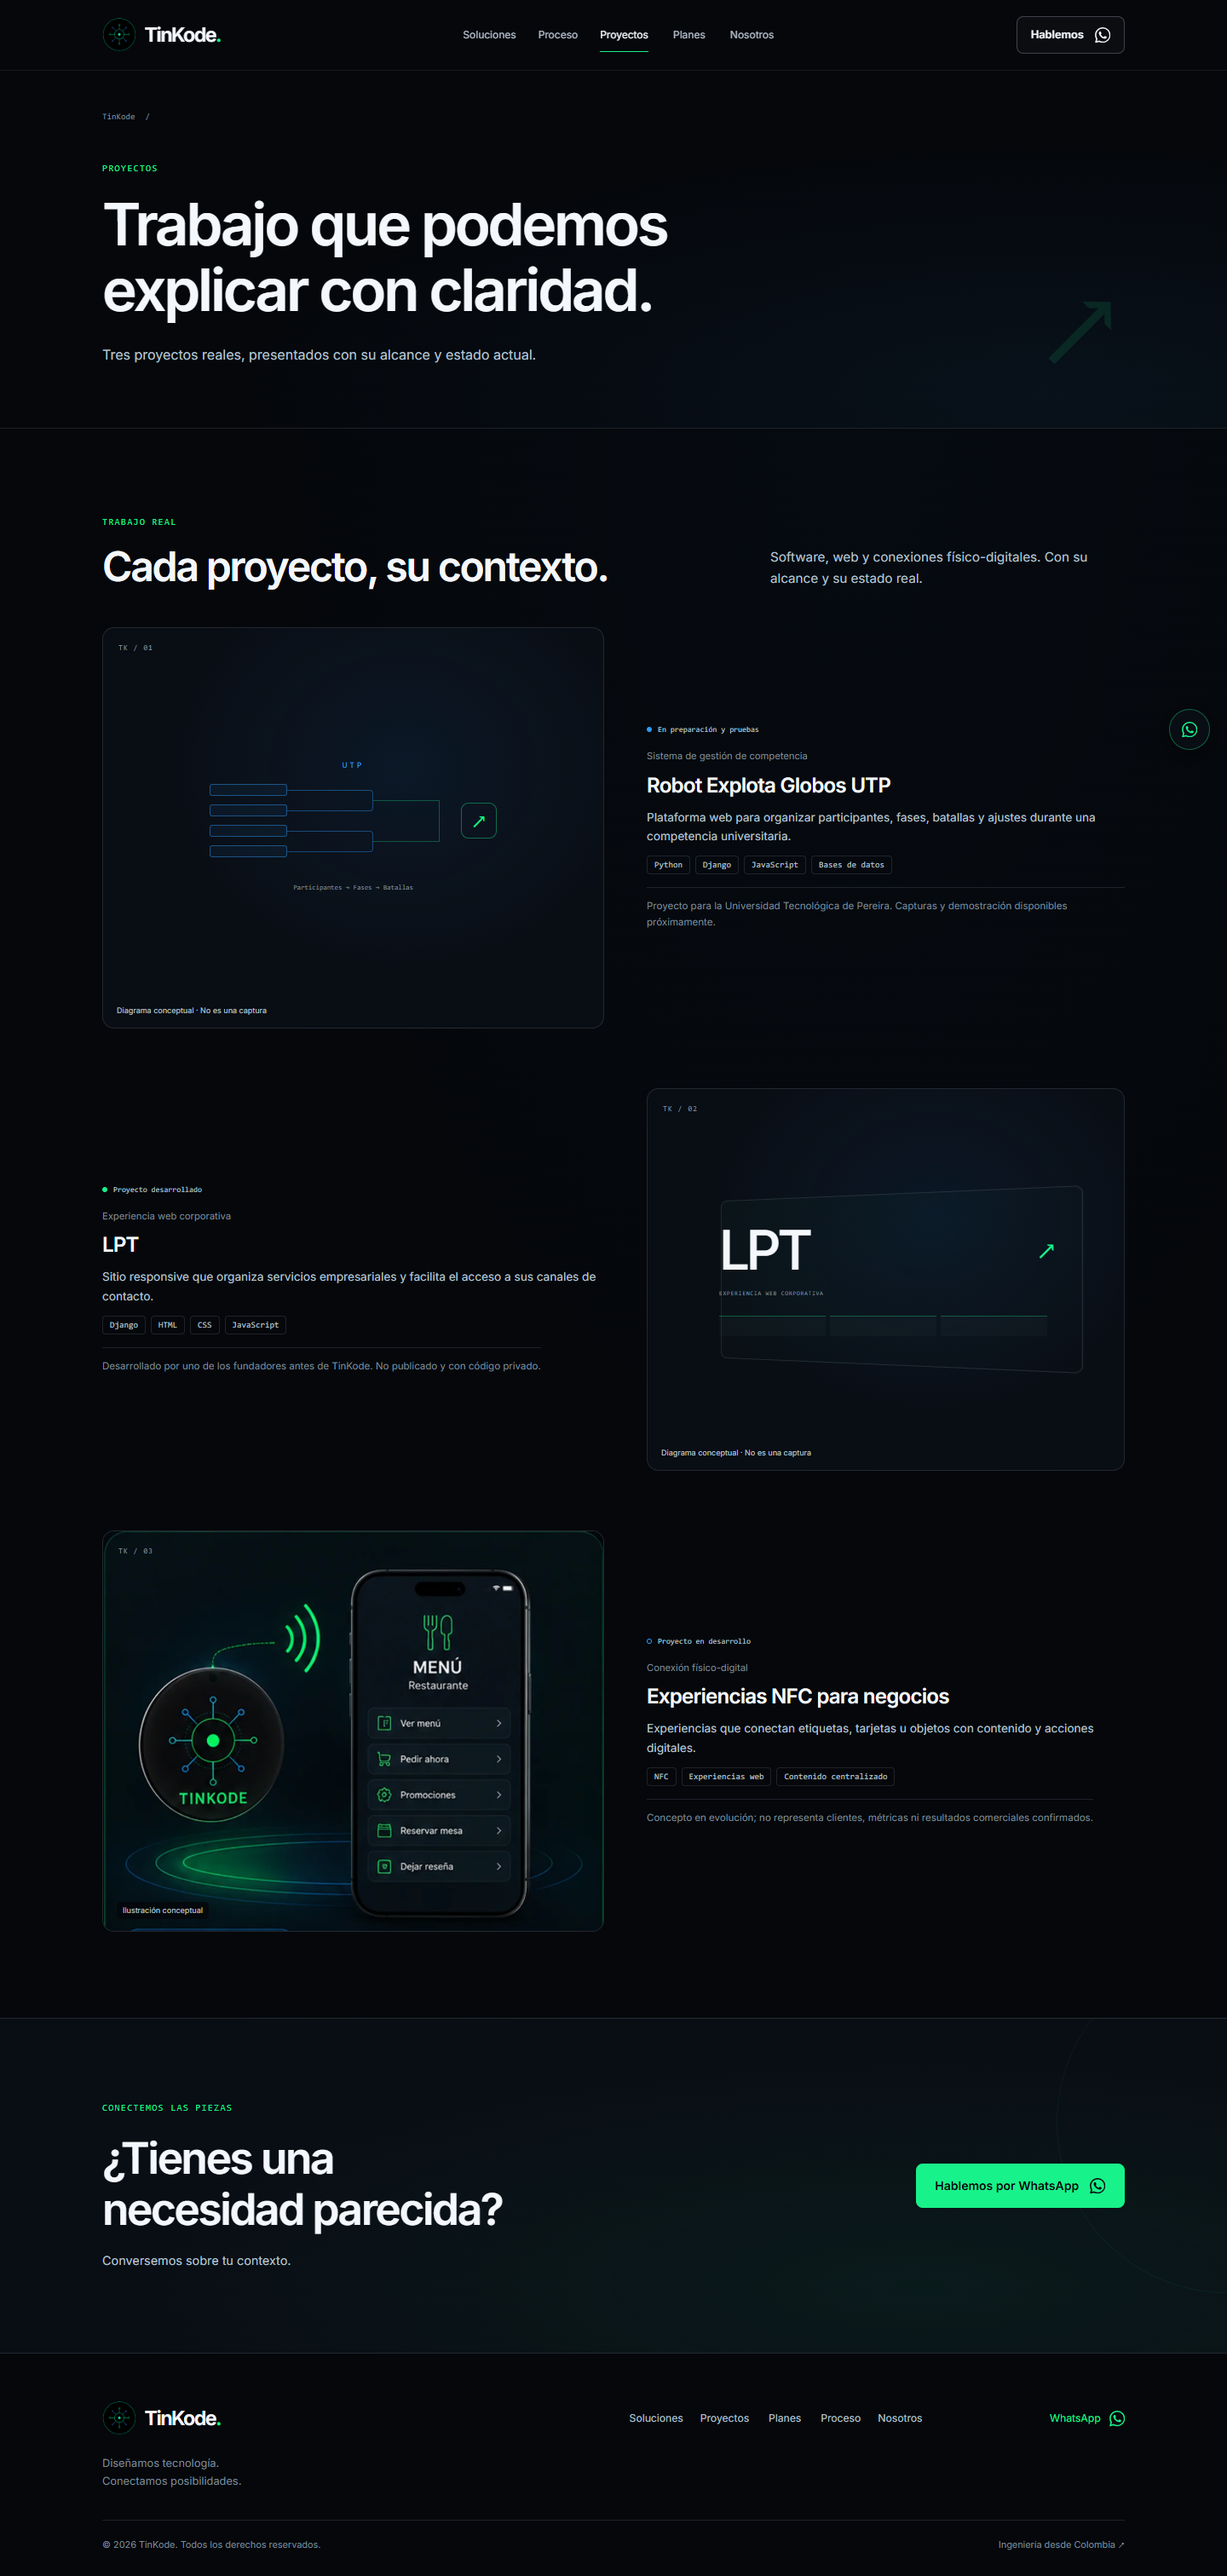 TinKode.
Soluciones Proceso Proyectos Planes Nosotros
Hablemos
TinKode /
PROYECTOS
Trabajo que podemos
explicar con claridad.
Tres proyectos reales, presentados con su alcance y estado actual.
TRABAJO REAL
Cada proyecto, su contexto.
Software, web y conexiones físico-digitales. Con su
alcance y su estado real.
TK / 01
UTP
Participantes → Fases → Batallas
Diagrama conceptual · No es una captura
En preparación y pruebas
Sistema de gestión de competencia
Robot Explota Globos UTP
Plataforma web para organizar participantes, fases, batallas y ajustes durante una
competencia universitaria.
Python Django JavaScript Bases de datos
Proyecto para la Universidad Tecnológica de Pereira. Capturas y demostración disponibles
próximamente.
Proyecto desarrollado
Experiencia web corporativa
LPT
Sitio responsive que organiza servicios empresariales y facilita el acceso a sus canales de
contacto.
Django HTML CSS JavaScript
Desarrollado por uno de los fundadores antes de TinKode. No publicado y con código privado.
TK / 02
LPT
EXPERIENCIA WEB CORPORATIVA
Diagrama conceptual · No es una captura
TK / 03
TINKODE
MENÚ
Restaurante
Ver menú
Pedir ahora
Promociones
Reservar mesa
Dejar reseña
Ilustración conceptual
Proyecto en desarrollo
Conexión físico-digital
Experiencias NFC para negocios
Experiencias que conectan etiquetas, tarjetas u objetos con contenido y acciones
digitales.
NFC Experiencias web Contenido centralizado
Concepto en evolución; no representa clientes, métricas ni resultados comerciales confirmados.
CONECTEMOS LAS PIEZAS
¿Tienes una
necesidad parecida?
Conversemos sobre tu contexto.
Hablemos por WhatsApp
TinKode.
Soluciones Proyectos Planes Proceso Nosotros
WhatsApp
Diseñamos tecnología.
Conectamos posibilidades.
© 2026 TinKode. Todos los derechos reservados.
Ingeniería desde Colombia ↗